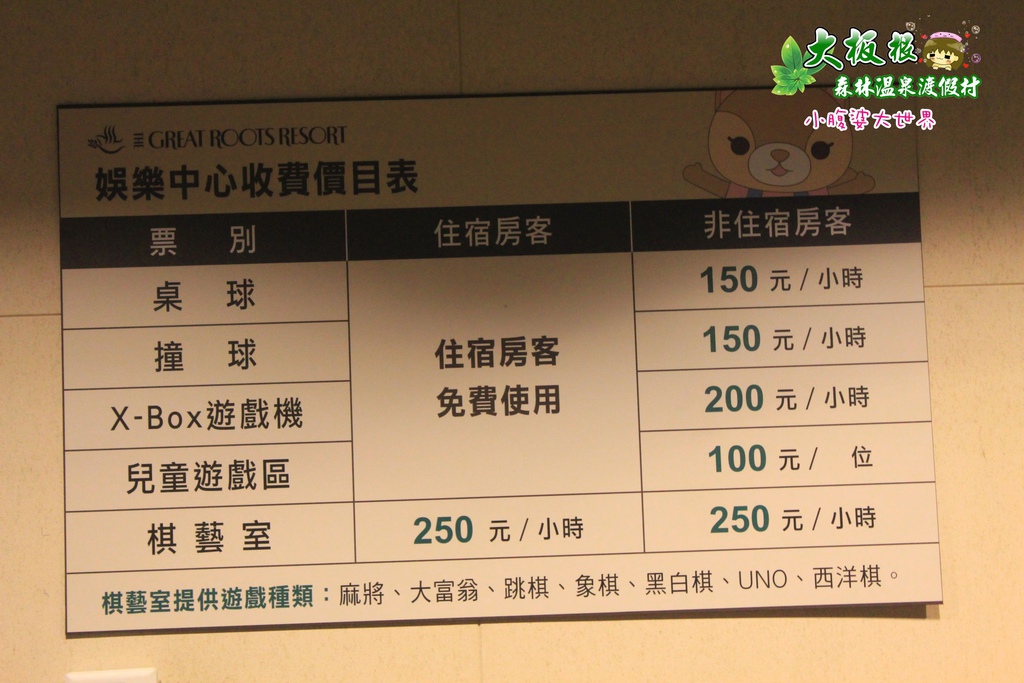 大板根
森林溫泉渡假村
小腹婆大世界
THE GREAT ROOTS RESORT
娛樂中心收費價目表
票 別 住宿房客 非住宿房客
桌 球 150 元 / 小時
撞 球 150 元 / 小時
住宿房客
免費使用
X-Box遊戲機 200 元 / 小時
兒童遊戲區 100 元 / 位
棋 藝 室 250 元 / 小時 250 元 / 小時
棋藝室提供遊戲種類：麻將、大富翁、跳棋、象棋、黑白棋、UNO、西洋棋。